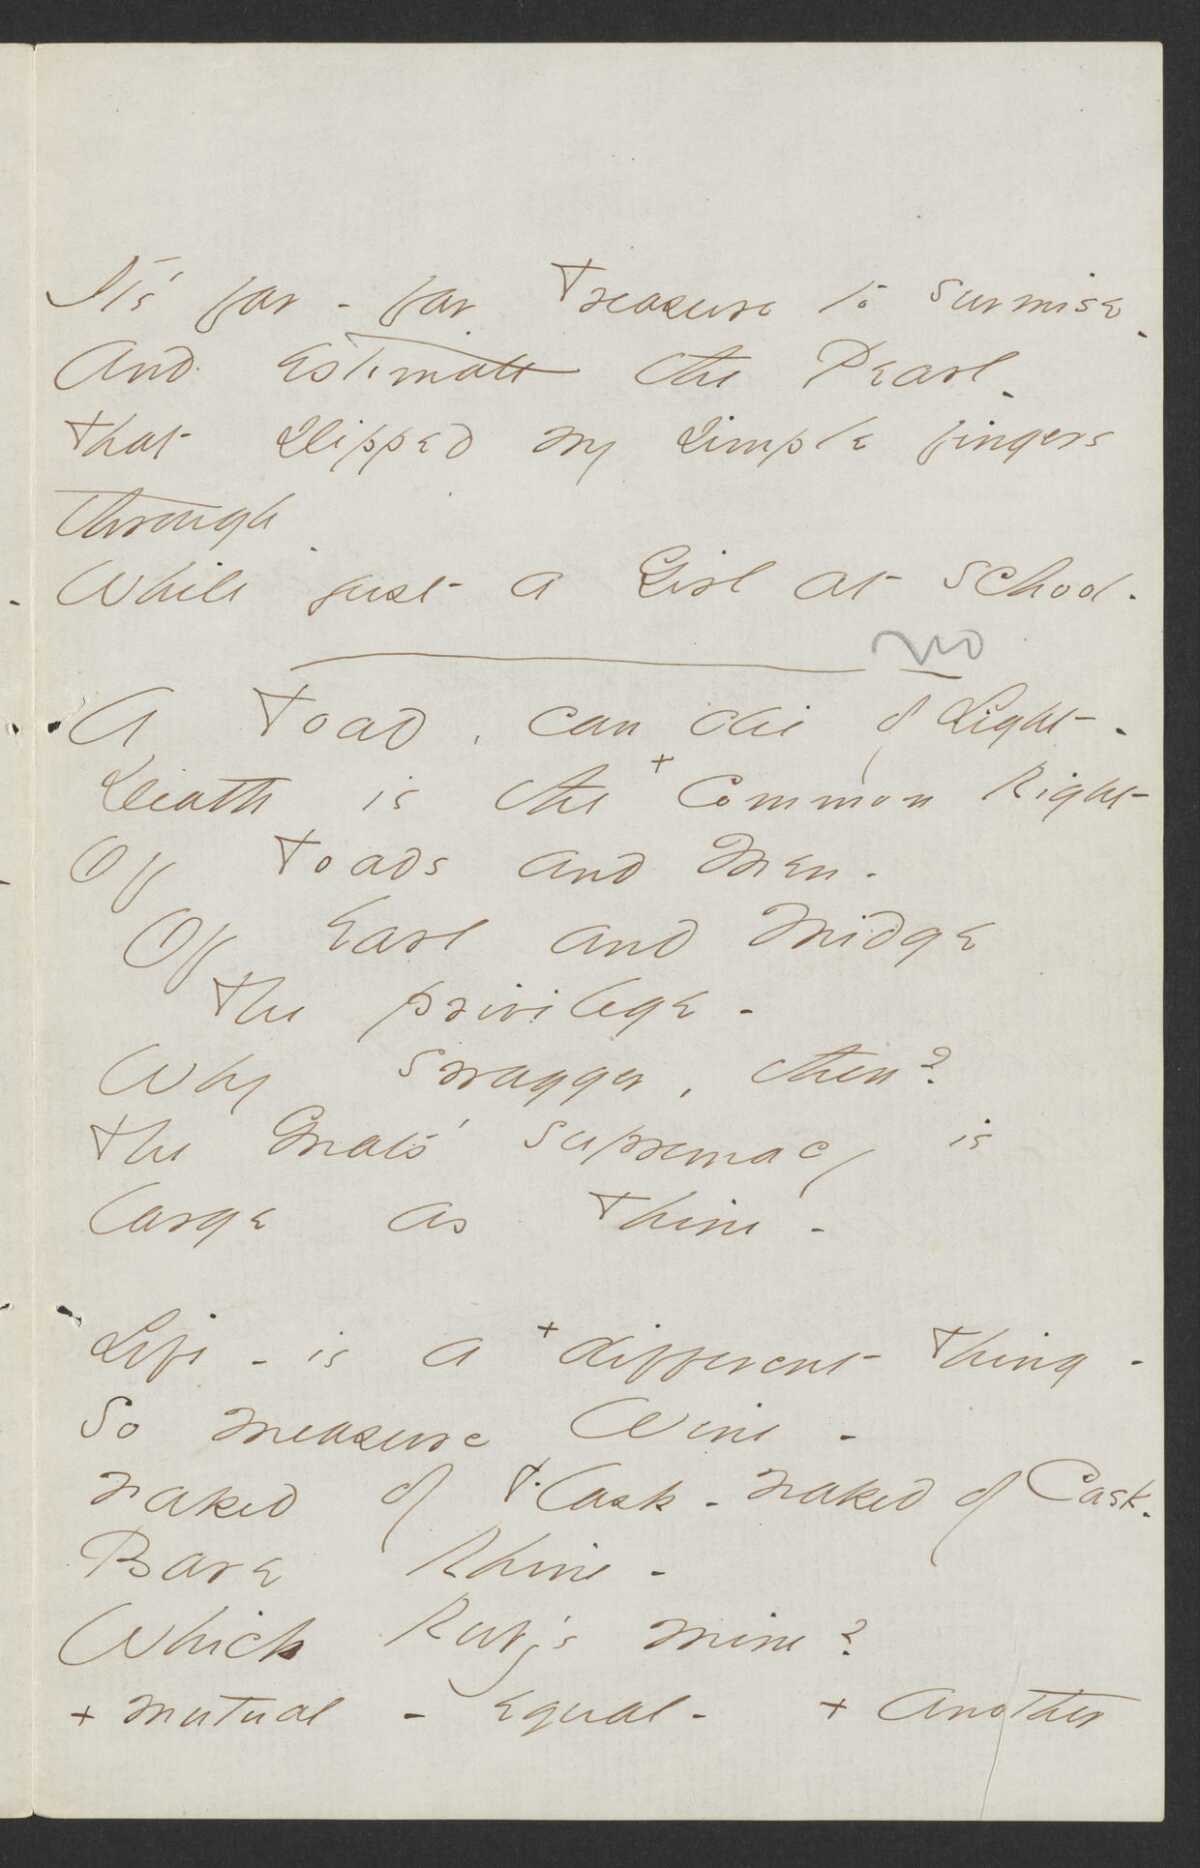 It's far - far Treasure to surmise -
And estimate the Pearl -
That slipped my simple fingers
through -
While just a Girl at School.
no
A Toad, can die of Light -
Death is the + Common Right
Of Toads and Men -
Of Earl and Midge
The privilege -
Why swagger, then?
The Gnat's supremacy is
large as Thine -
Life - is a + different Thing -
So measure Wine -
Naked of Flask - Naked of Cask -
Bare Rhine -
Which Ruby's mine?
+ mutual - equal - + Another